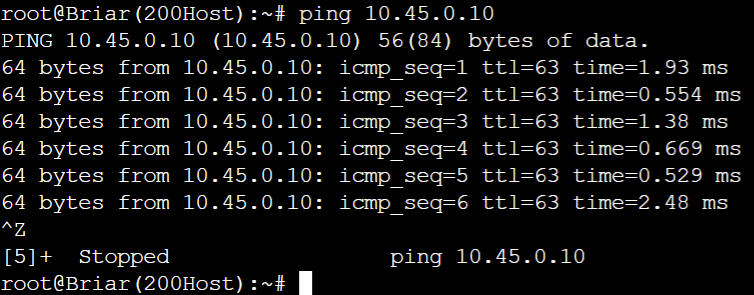 root@Briar(200Host):~# ping 10.45.0.10
PING 10.45.0.10 (10.45.0.10) 56(84) bytes of data.
64 bytes from 10.45.0.10: icmp_seq=1 ttl=63 time=1.93 ms
64 bytes from 10.45.0.10: icmp_seq=2 ttl=63 time=0.554 ms
64 bytes from 10.45.0.10: icmp_seq=3 ttl=63 time=1.38 ms
64 bytes from 10.45.0.10: icmp_seq=4 ttl=63 time=0.669 ms
64 bytes from 10.45.0.10: icmp_seq=5 ttl=63 time=0.529 ms
64 bytes from 10.45.0.10: icmp_seq=6 ttl=63 time=2.48 ms
^Z
[5]+  Stopped                 ping 10.45.0.10
root@Briar(200Host):~#